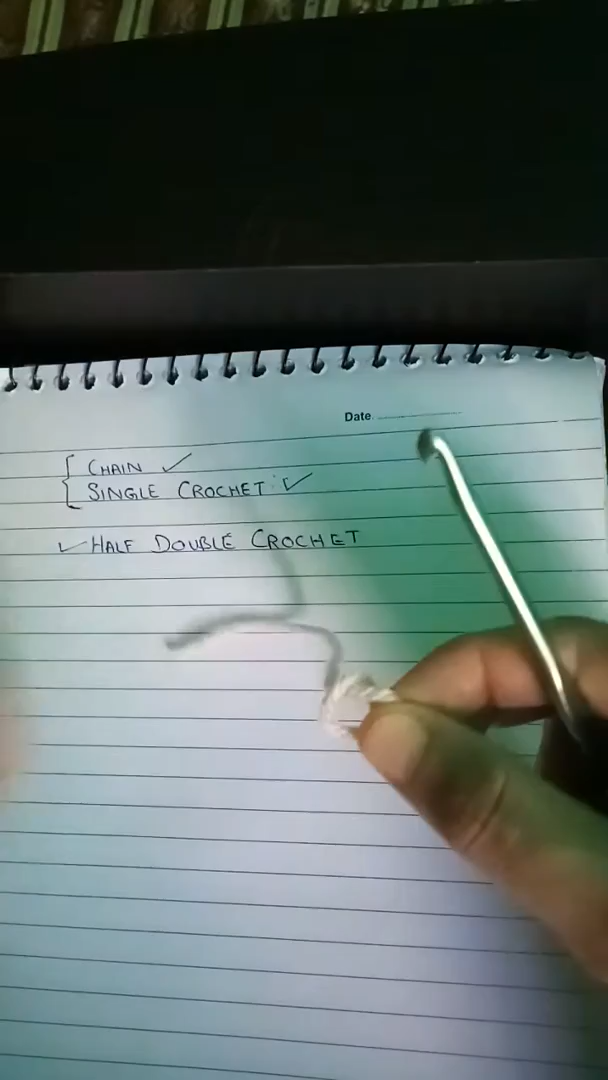 Date
CHAIN ✓
SINGLE CROCHET : ✓
✓ HALF DOUBLE CROCHET